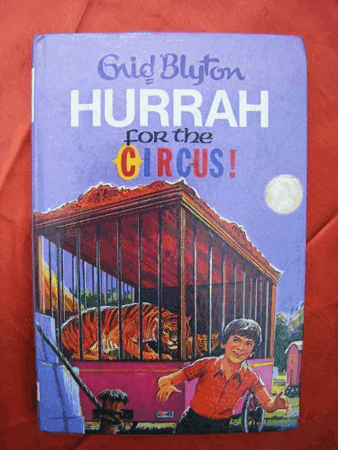 Enid Blyton
HURRAH
for the
CIRCUS!